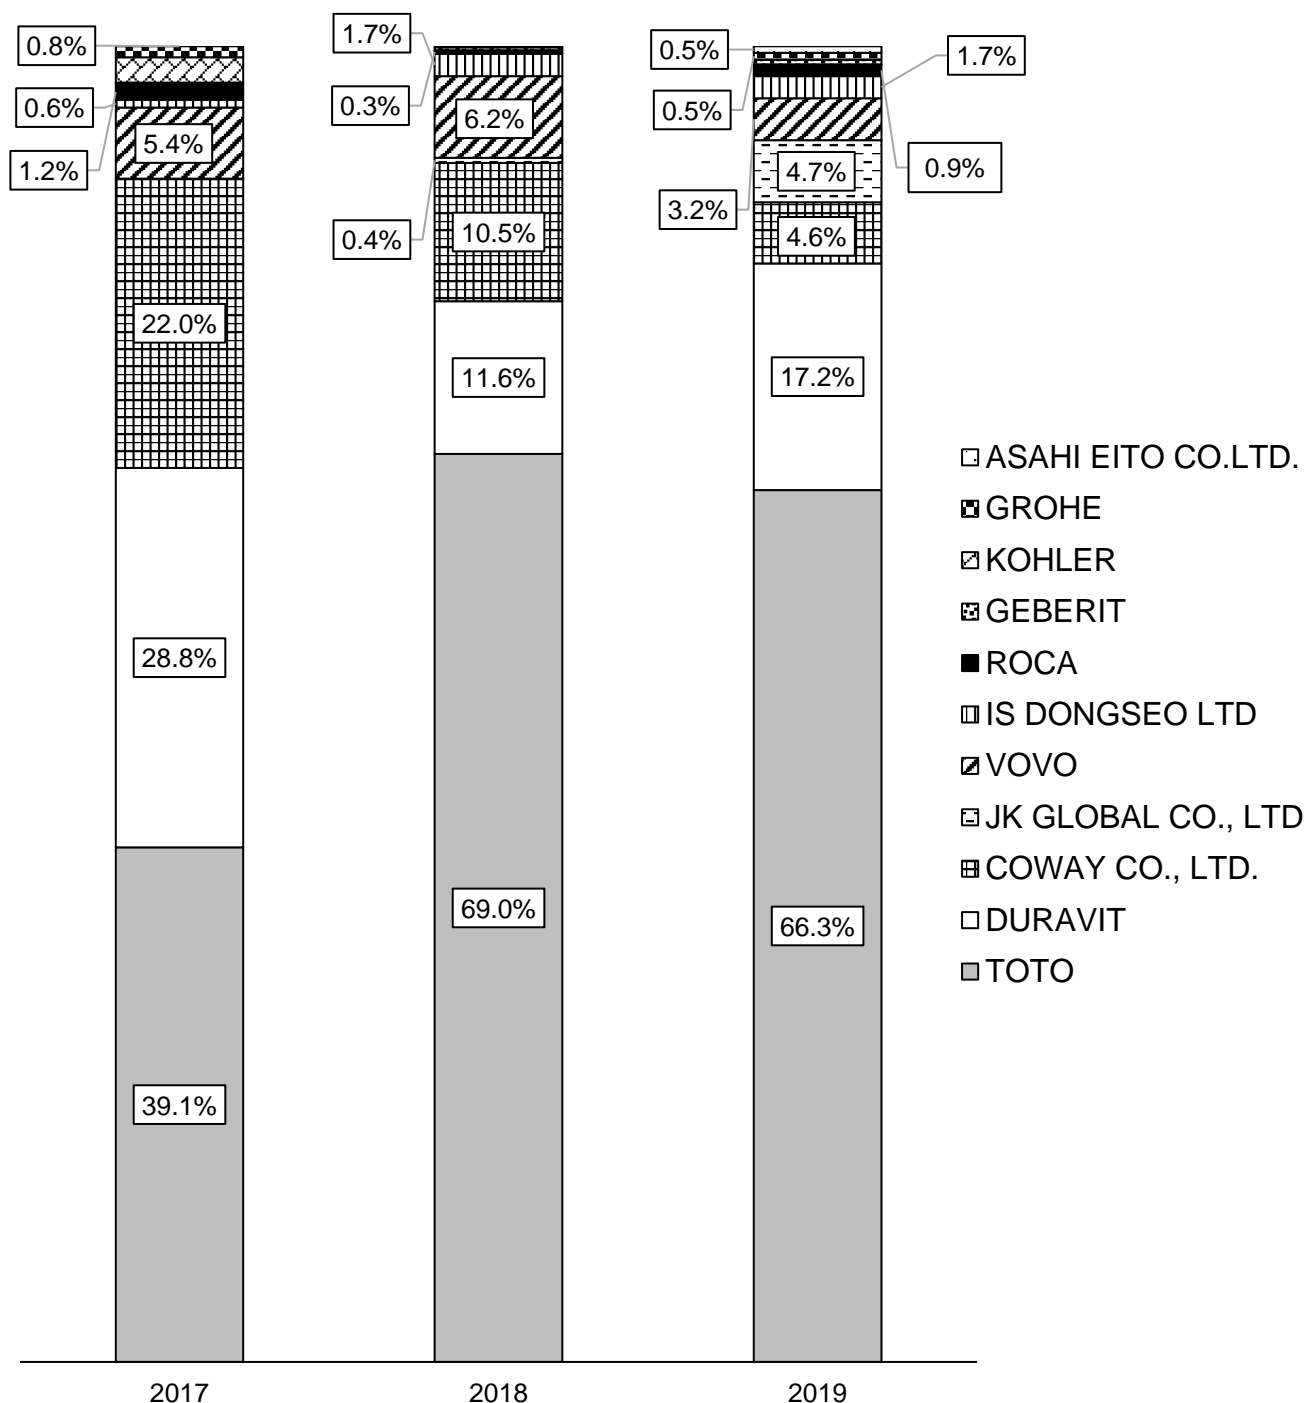 0.8%
0.6%
1.2%
5.4%
22.0%
28.8%
39.1%
1.7%
0.3%
6.2%
0.4%
10.5%
11.6%
69.0%
0.5%
1.7%
0.5%
0.9%
4.7%
3.2%
4.6%
17.2%
66.3%
ASAHI EITO CO.LTD.
GROHE
KOHLER
GEBERIT
ROCA
IS DONGSEO LTD
VOVO
JK GLOBAL CO., LTD
COWAY CO., LTD.
DURAVIT
TOTO
2017 2018 2019